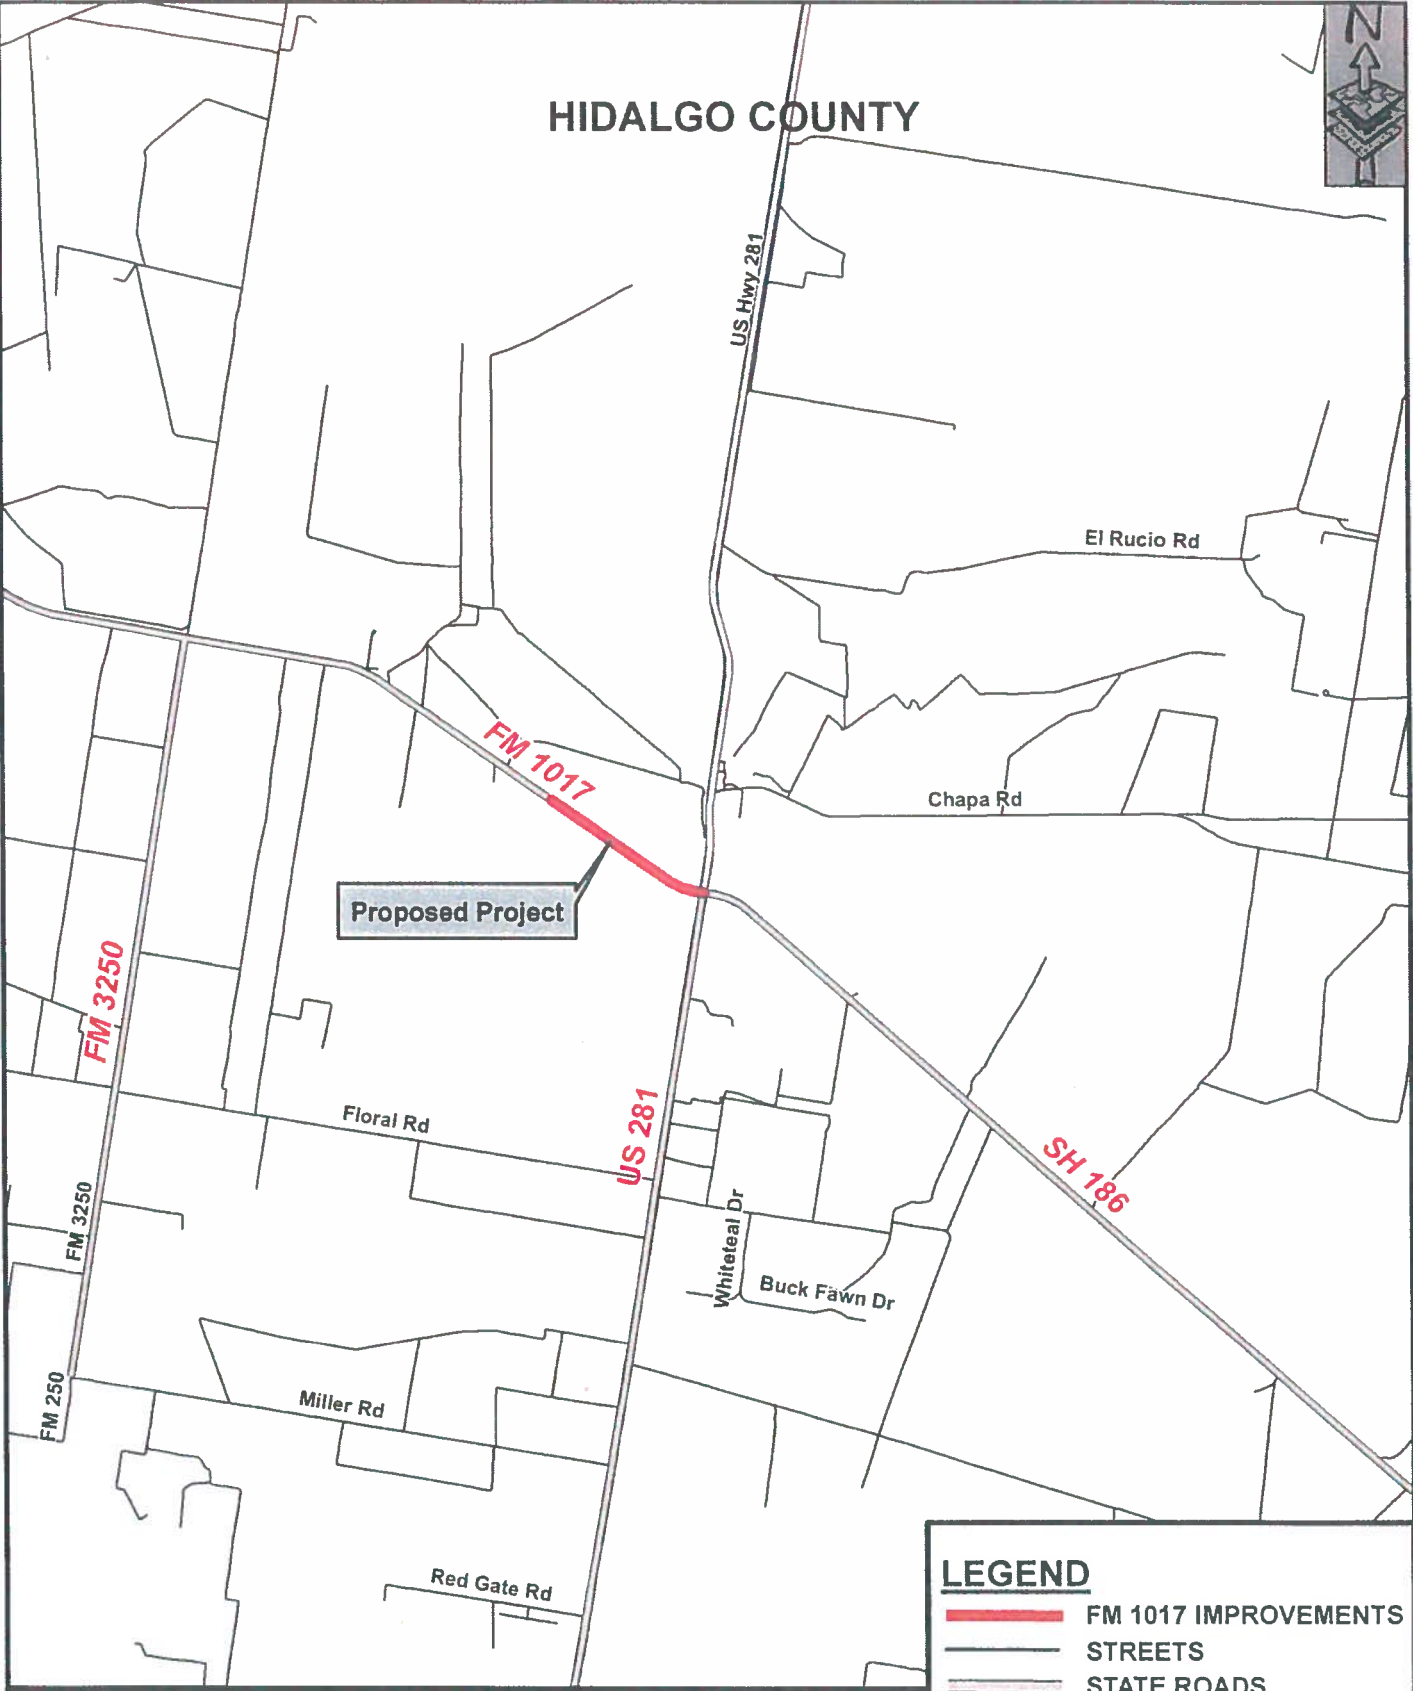 N
HIDALGO COUNTY
US Hwy 281
El Rucio Rd
FM 1017
Chapa Rd
Proposed Project
FM 3250
Floral Rd
US 281
SH 186
FM 3250
Whiteteal Dr
Buck Fawn Dr
FM 250
Miller Rd
Red Gate Rd
LEGEND
FM 1017 IMPROVEMENTS
STREETS
STATE ROADS